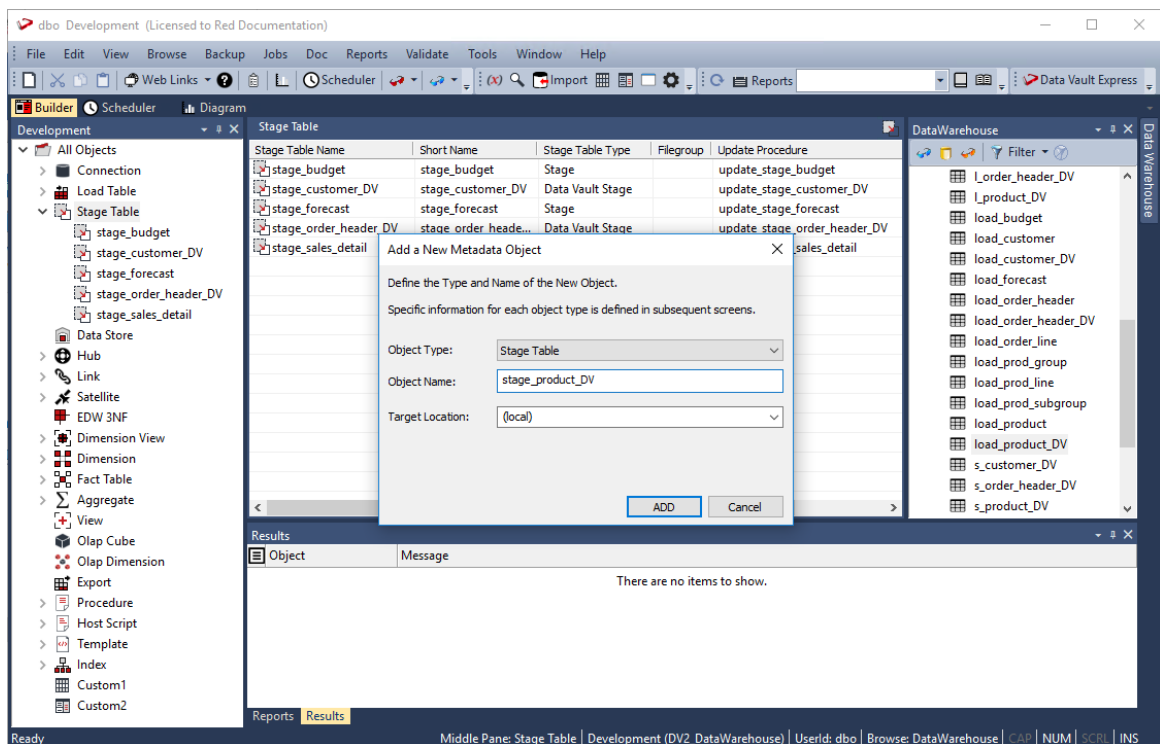 dbo Development (Licensed to Red Documentation)
File Edit View Browse Backup Jobs Doc Reports Validate Tools Window Help
Web Links Scheduler (x) Import Reports Data Vault Express
Builder Scheduler Diagram
Development
All Objects
Connection
Load Table
Stage Table
stage_budget
stage_customer_DV
stage_forecast
stage_order_header_DV
stage_sales_detail
Data Store
Hub
Link
Satellite
EDW 3NF
Dimension View
Dimension
Fact Table
Aggregate
View
Olap Cube
Olap Dimension
Export
Procedure
Host Script
Template
Index
Custom1
Custom2
Stage Table
Stage Table Name Short Name Stage Table Type Filegroup Update Procedure
stage_budget stage_budget Stage update_stage_budget
stage_customer_DV stage_customer_DV Data Vault Stage update_stage_customer_DV
stage_forecast stage_forecast Stage update_stage_forecast
stage_order_header_DV stage_order_heade... Data Vault Stage update_stage_order_header_DV
stage_sales_detail _sales_detail
Add a New Metadata Object
Define the Type and Name of the New Object.
Specific information for each object type is defined in subsequent screens.
Object Type: Stage Table
Object Name: stage_product_DV
Target Location: (local)
ADD Cancel
DataWarehouse
Filter
l_order_header_DV
l_product_DV
load_budget
load_customer
load_customer_DV
load_forecast
load_order_header
load_order_header_DV
load_order_line
load_prod_group
load_prod_line
load_prod_subgroup
load_product
load_product_DV
s_customer_DV
s_order_header_DV
s_product_DV
Data Warehouse
Results
Object Message
There are no items to show.
Reports Results
Ready Middle Pane: Stage Table Development (DV2_DataWarehouse) UserId: dbo Browse: DataWarehouse CAP NUM SCRL INS